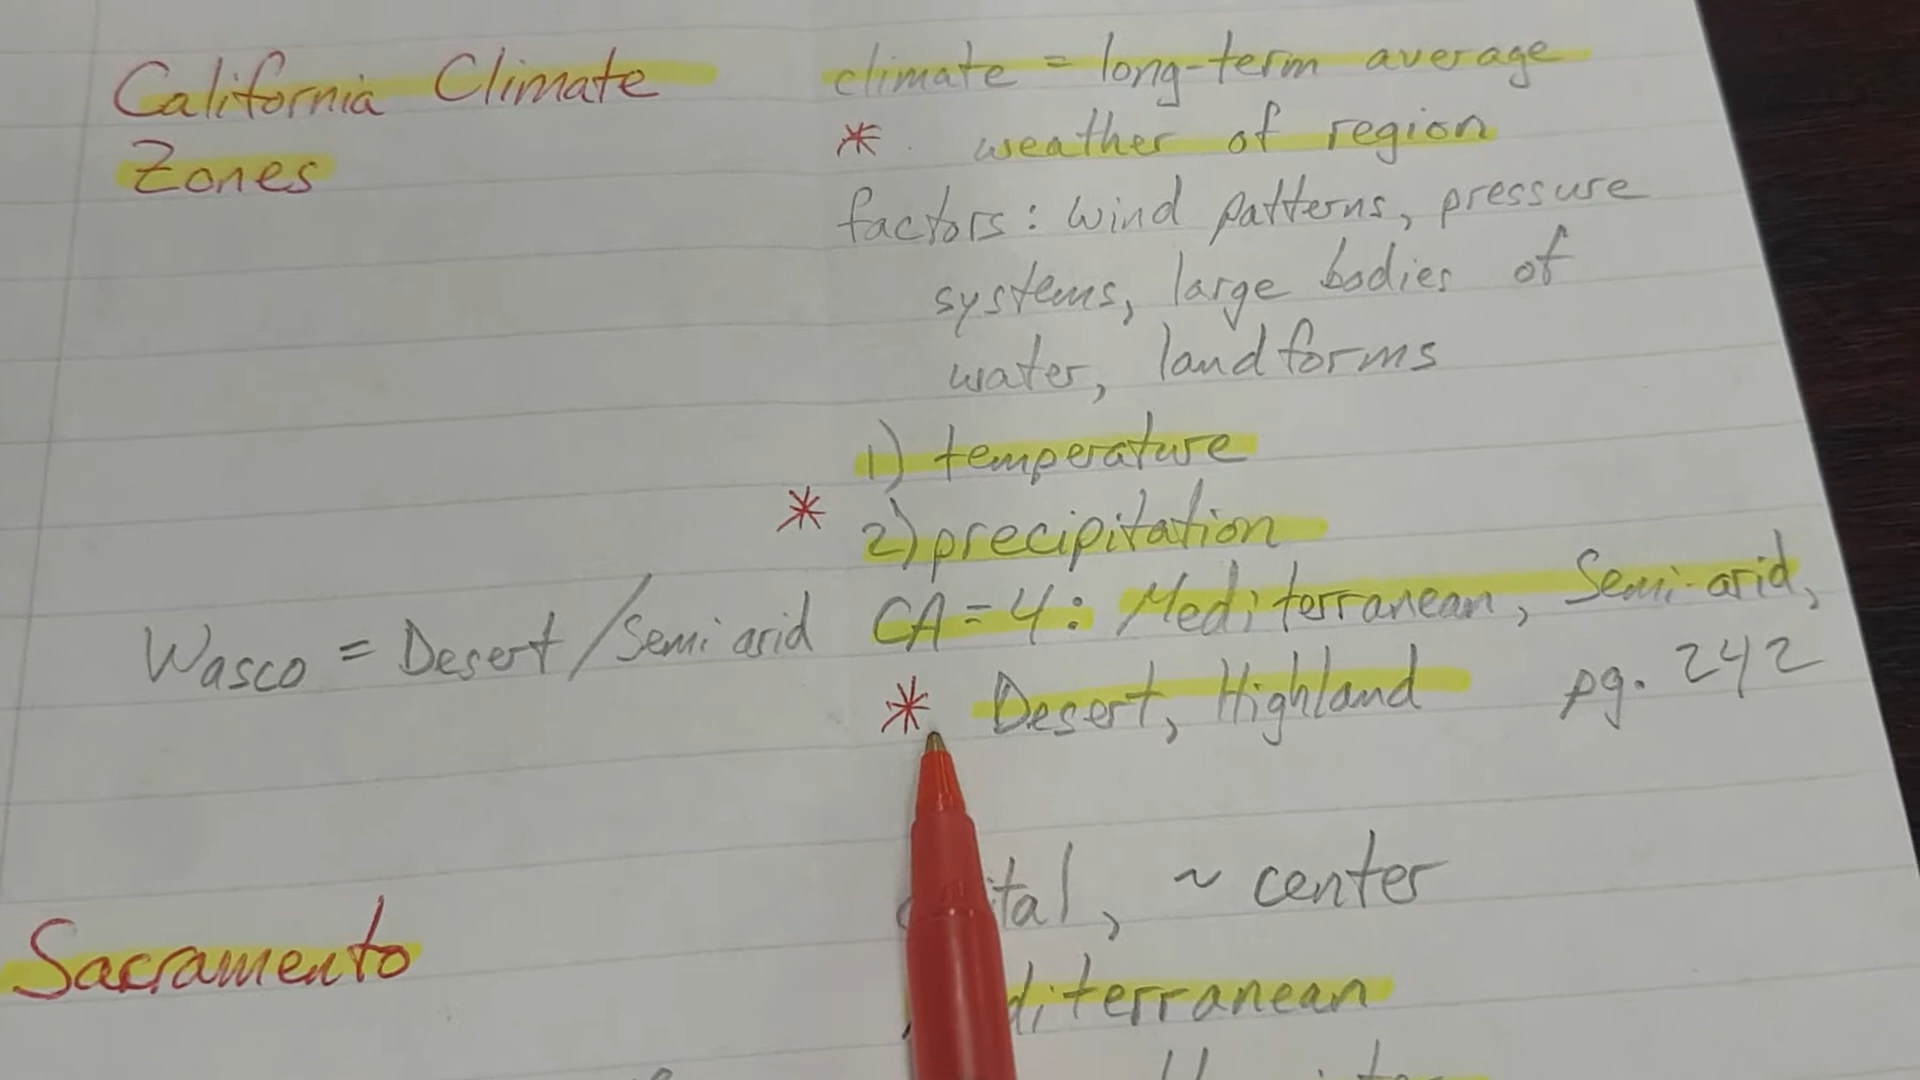 California Climate
Zones
climate = long-term average
* weather of region
factors: wind patterns, pressure
systems, large bodies of
water, landforms
1) temperature
* 2) precipitation
Wasco = Desert/Semi arid
CA = 4: Mediterranean, Semi-arid,
* Desert, Highland pg. 242
Sacramento
~ center